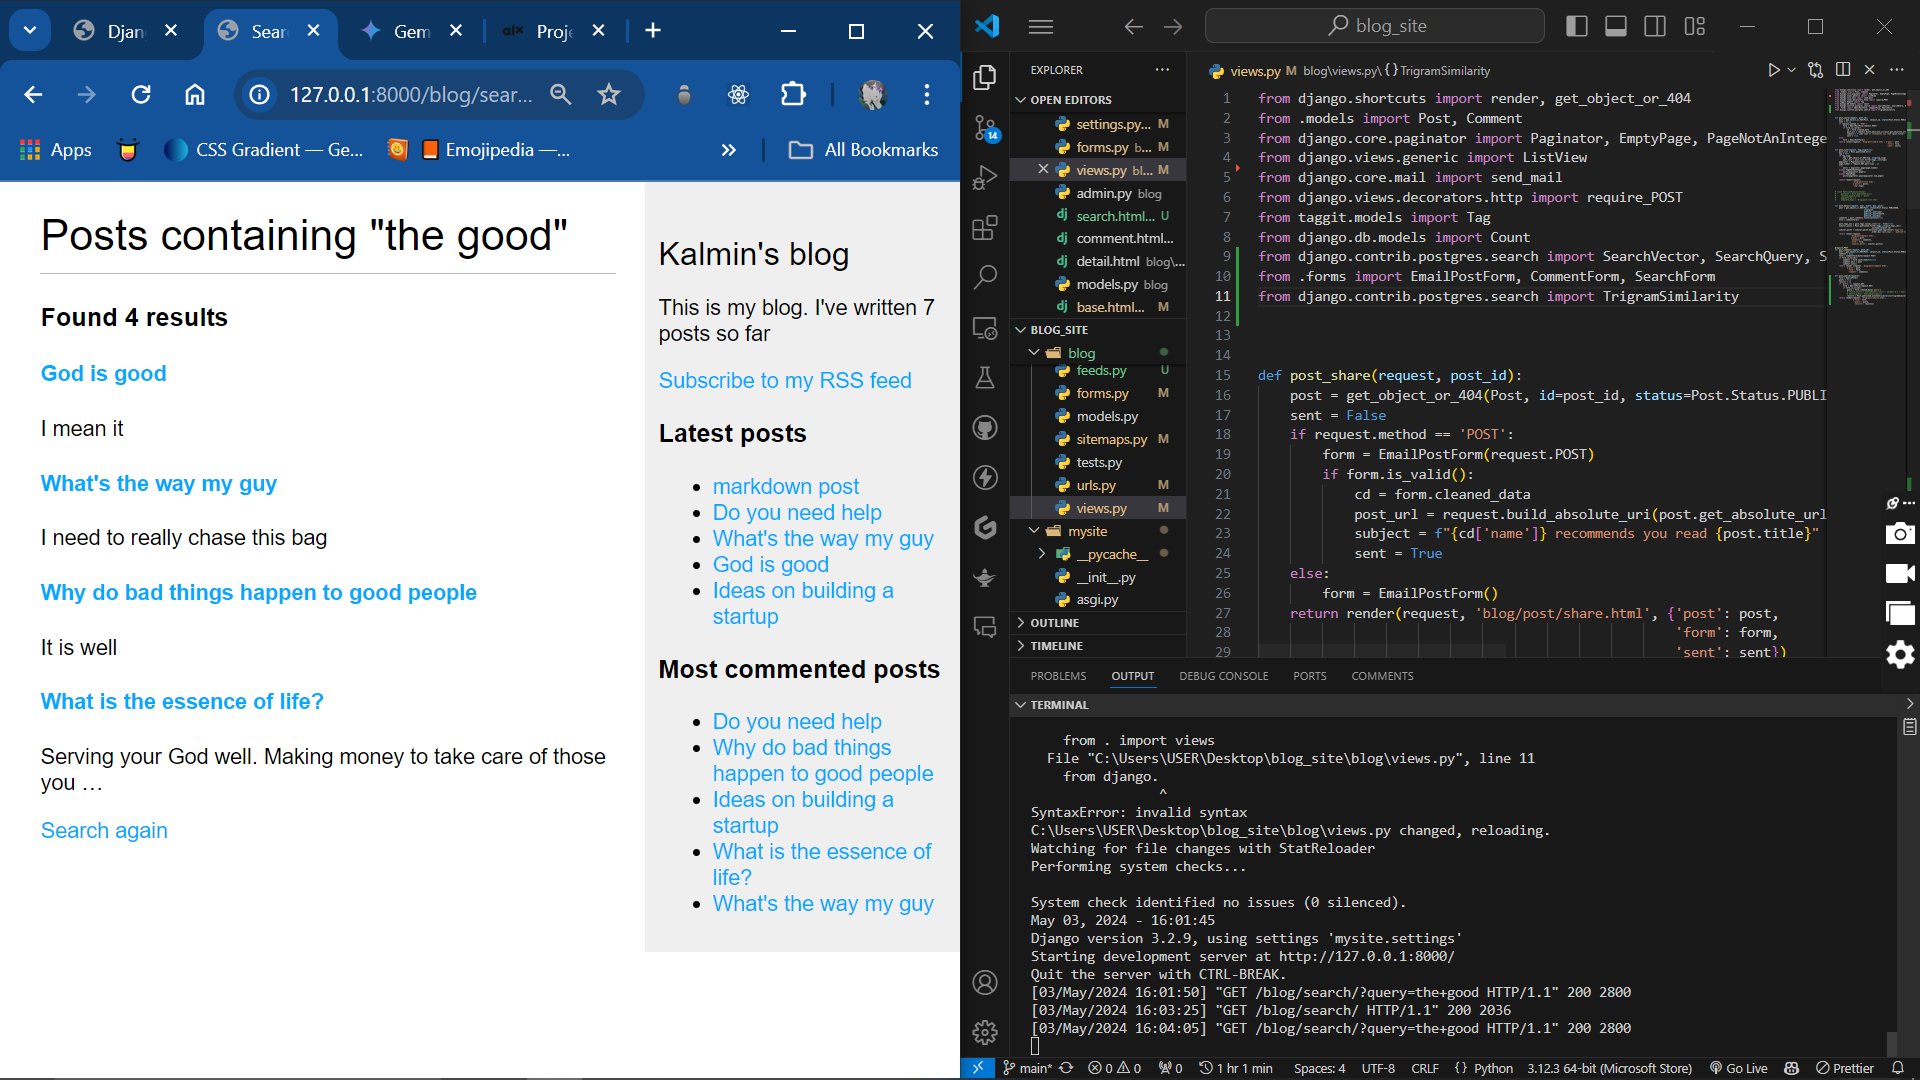 Djan
Sear
Gem
Proje
127.0.0.1:8000/blog/sear...
Apps
CSS Gradient — Ge...
Emojipedia —...
»
All Bookmarks
Posts containing "the good"
Found 4 results
God is good
I mean it
What's the way my guy
I need to really chase this bag
Why do bad things happen to good people
It is well
What is the essence of life?
Serving your God well. Making money to take care of those
you …
Search again
Kalmin's blog
This is my blog. I've written 7
posts so far
Subscribe to my RSS feed
Latest posts
markdown post
Do you need help
What's the way my guy
God is good
Ideas on building a
startup
Most commented posts
Do you need help
Why do bad things
happen to good people
Ideas on building a
startup
What is the essence of
life?
What's the way my guy
blog_site
14
EXPLORER
OPEN EDITORS
settings.py... M
forms.py b... M
views.py bl... M
admin.py blog
search.html... U
comment.html...
detail.html blog\...
models.py blog
base.html... M
BLOG_SITE
blog
feeds.py U
forms.py M
models.py
sitemaps.py M
tests.py
urls.py M
views.py M
mysite
__pycache__
__init__.py
asgi.py
OUTLINE
TIMELINE
views.py M blog\views.py\ {} TrigramSimilarity
1 from django.shortcuts import render, get_object_or_404
2 from .models import Post, Comment
3 from django.core.paginator import Paginator, EmptyPage, PageNotAnIntege
4 from django.views.generic import ListView
5 from django.core.mail import send_mail
6 from django.views.decorators.http import require_POST
7 from taggit.models import Tag
8 from django.db.models import Count
9 from django.contrib.postgres.search import SearchVector, SearchQuery, S
10 from .forms import EmailPostForm, CommentForm, SearchForm
11 from django.contrib.postgres.search import TrigramSimilarity
12
13
14
15 def post_share(request, post_id):
16 post = get_object_or_404(Post, id=post_id, status=Post.Status.PUBLI
17 sent = False
18 if request.method == 'POST':
19 form = EmailPostForm(request.POST)
20 if form.is_valid():
21 cd = form.cleaned_data
22 post_url = request.build_absolute_uri(post.get_absolute_url
23 subject = f"{cd['name']} recommends you read {post.title}"
24 sent = True
25 else:
26 form = EmailPostForm()
27 return render(request, 'blog/post/share.html', {'post': post,
28 'form': form,
29 'sent': sent})
PROBLEMS OUTPUT DEBUG CONSOLE PORTS COMMENTS
TERMINAL
from . import views
File "C:\Users\USER\Desktop\blog_site\blog\views.py", line 11
from django.
^
SyntaxError: invalid syntax
C:\Users\USER\Desktop\blog_site\blog\views.py changed, reloading.
Watching for file changes with StatReloader
Performing system checks...
System check identified no issues (0 silenced).
May 03, 2024 - 16:01:45
Django version 3.2.9, using settings 'mysite.settings'
Starting development server at http://127.0.0.1:8000/
Quit the server with CTRL-BREAK.
[03/May/2024 16:01:50] "GET /blog/search/?query=the+good HTTP/1.1" 200 2800
[03/May/2024 16:03:25] "GET /blog/search/ HTTP/1.1" 200 2036
[03/May/2024 16:04:05] "GET /blog/search/?query=the+good HTTP/1.1" 200 2800
main* 0 0 0 1 hr 1 min Spaces: 4 UTF-8 CRLF {} Python 3.12.3 64-bit (Microsoft Store) Go Live Prettier